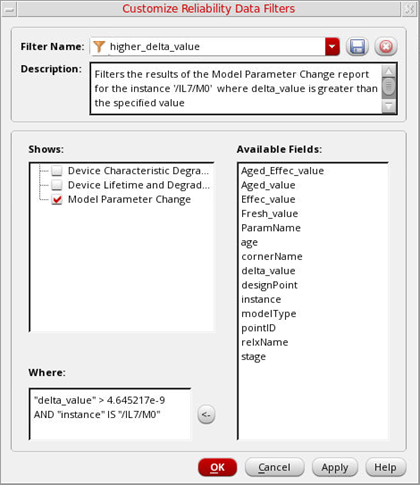 Customize Reliability Data Filters
Filter Name: higher_delta_value
Description: Filters the results of the Model Parameter Change report
for the instance '/IL7/M0' where delta_value is greater than
the specified value
Shows:
Device Characteristic Degra...
Device Lifetime and Degrad...
Model Parameter Change
Where:
"delta_value" > 4.645217e-9
AND "instance" IS "/IL7/M0"
<-
Available Fields:
Aged_Effec_value
Aged_value
Effec_value
Fresh_value
ParamName
age
cornerName
delta_value
designPoint
instance
modelType
pointID
relxName
stage
OK Cancel Apply Help